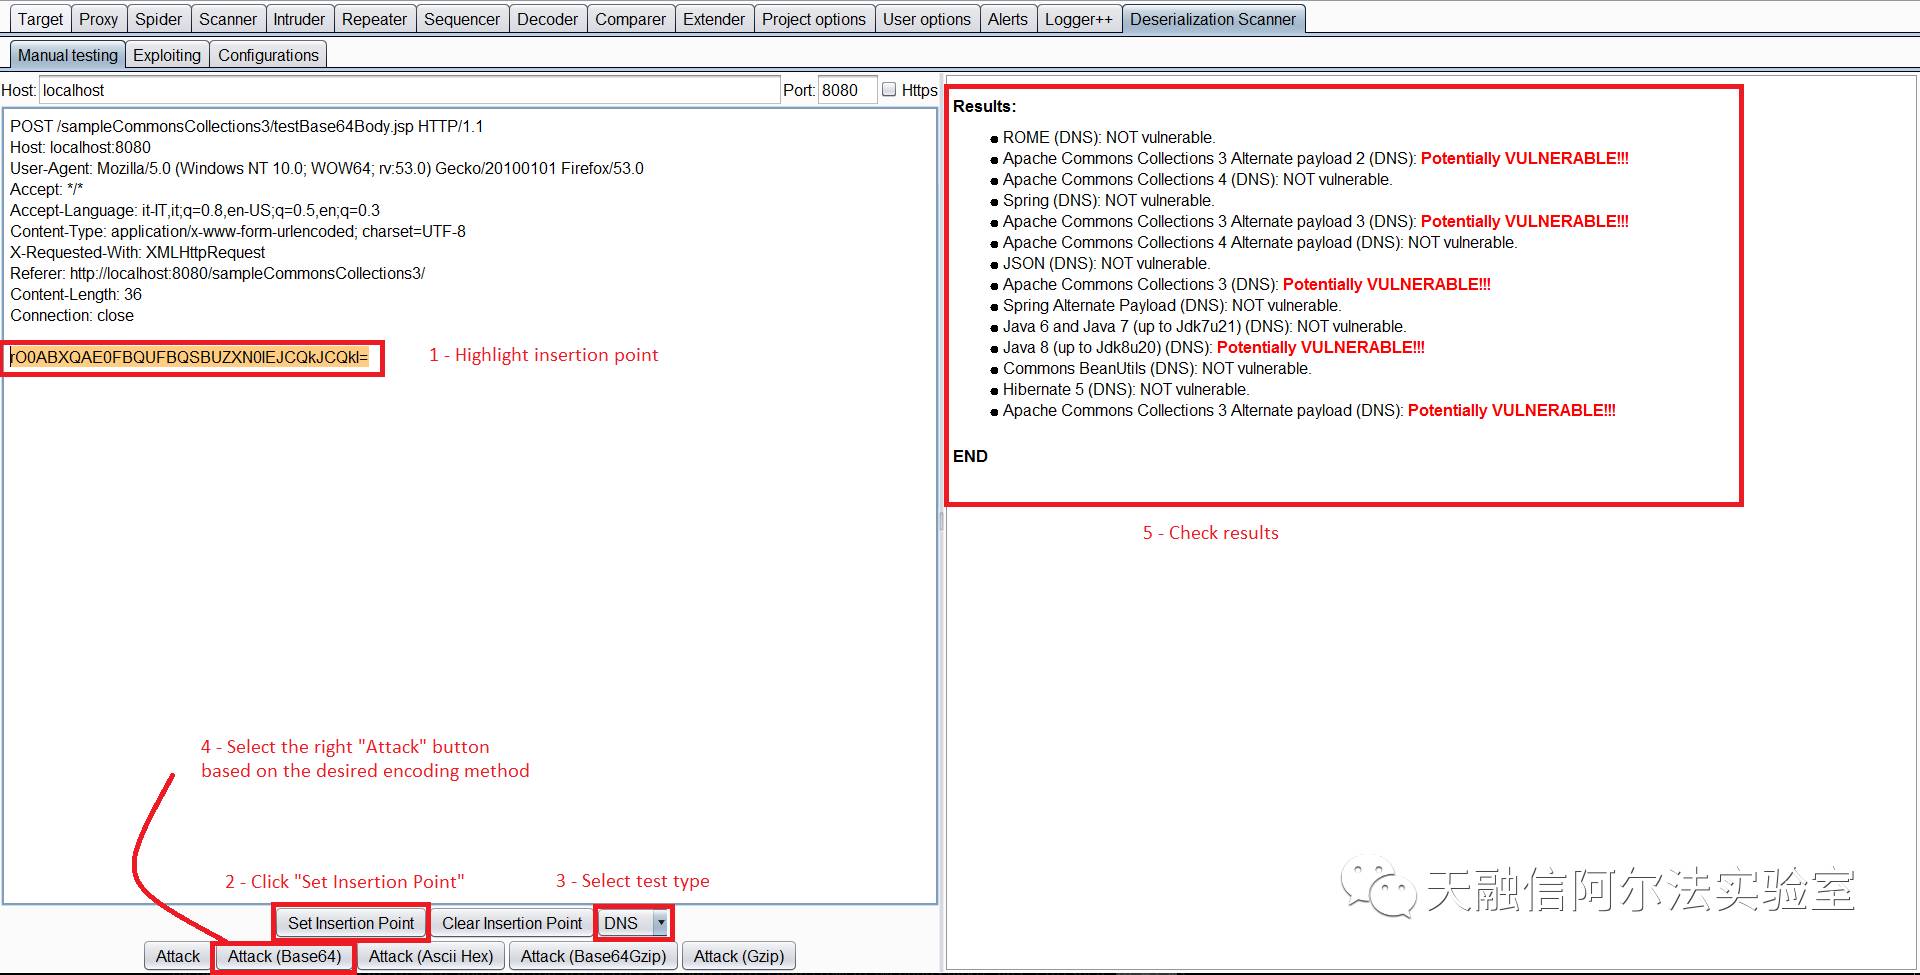 Target Proxy Spider Scanner Intruder Repeater Sequencer Decoder Comparer Extender Project options User options Alerts Logger++ Deserialization Scanner
Manual testing Exploiting Configurations
Host: localhost Port: 8080 Https
POST /sampleCommonsCollections3/testBase64Body.jsp HTTP/1.1
Host: localhost:8080
User-Agent: Mozilla/5.0 (Windows NT 10.0; WOW64; rv:53.0) Gecko/20100101 Firefox/53.0
Accept: */*
Accept-Language: it-IT,it;q=0.8,en-US;q=0.5,en;q=0.3
Content-Type: application/x-www-form-urlencoded; charset=UTF-8
X-Requested-With: XMLHttpRequest
Referer: http://localhost:8080/sampleCommonsCollections3/
Content-Length: 36
Connection: close
rO0ABXQAE0FBQUFBQSBUZXN0IEJCQkJCQkI=
1 - Highlight insertion point
4 - Select the right "Attack" button
based on the desired encoding method
2 - Click "Set Insertion Point"
3 - Select test type
Set Insertion Point Clear Insertion Point DNS
Attack Attack (Base64) Attack (Ascii Hex) Attack (Base64Gzip) Attack (Gzip)
Results:
ROME (DNS): NOT vulnerable.
Apache Commons Collections 3 Alternate payload 2 (DNS): Potentially VULNERABLE!!!
Apache Commons Collections 4 (DNS): NOT vulnerable.
Spring (DNS): NOT vulnerable.
Apache Commons Collections 3 Alternate payload 3 (DNS): Potentially VULNERABLE!!!
Apache Commons Collections 4 Alternate payload (DNS): NOT vulnerable.
JSON (DNS): NOT vulnerable.
Apache Commons Collections 3 (DNS): Potentially VULNERABLE!!!
Spring Alternate Payload (DNS): NOT vulnerable.
Java 6 and Java 7 (up to Jdk7u21) (DNS): NOT vulnerable.
Java 8 (up to Jdk8u20) (DNS): Potentially VULNERABLE!!!
Commons BeanUtils (DNS): NOT vulnerable.
Hibernate 5 (DNS): NOT vulnerable.
Apache Commons Collections 3 Alternate payload (DNS): Potentially VULNERABLE!!!
END
5 - Check results
天融信阿尔法实验室